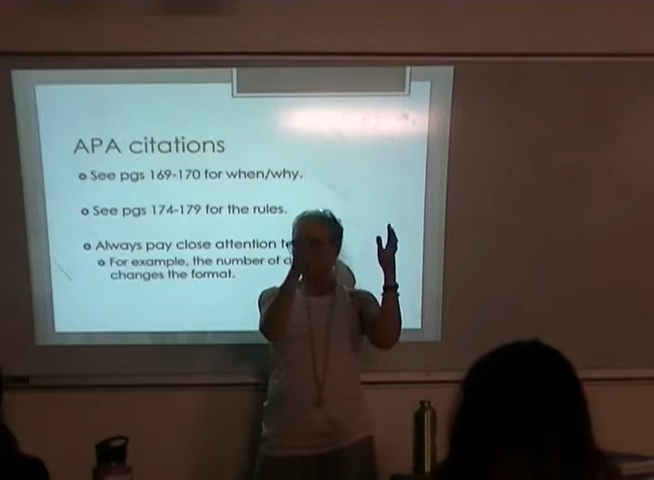 APA citations
See pgs 169-170 for when/why.
See pgs 174-179 for the rules.
Always pay close attention
For example, the number of
changes the format.